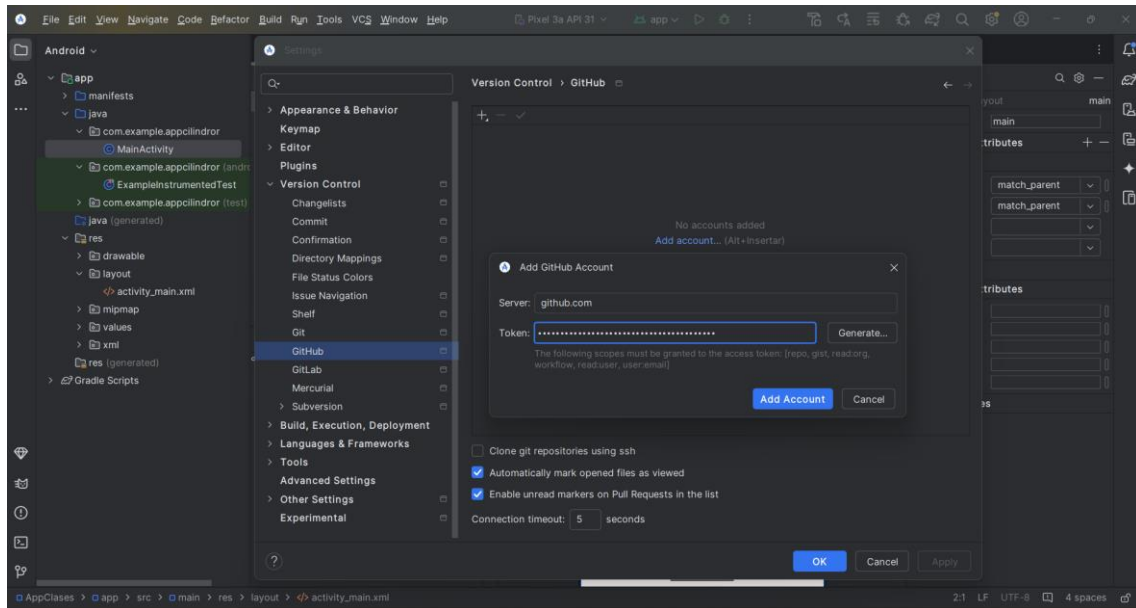 File Edit View Navigate Code Refactor Build Run Tools VCS Window Help
Pixel 3a API 31
app
Android
app
manifests
java
com.example.appcilindror
MainActivity
com.example.appcilindror (andro
ExampleInstrumentedTest
com.example.appcilindror (test)
java (generated)
res
drawable
layout
activity_main.xml
mipmap
values
xml
res (generated)
Gradle Scripts
Settings
Appearance & Behavior
Keymap
Editor
Plugins
Version Control
Changelists
Commit
Confirmation
Directory Mappings
File Status Colors
Issue Navigation
Shelf
Git
GitHub
GitLab
Mercurial
Subversion
Build, Execution, Deployment
Languages & Frameworks
Tools
Advanced Settings
Other Settings
Experimental
Version Control › GitHub
No accounts added
Add account... (Alt+Insertar)
Add GitHub Account
Server: github.com
Token: ••••••••••••••••••••••••••••••••••••••••
Generate...
The following scopes must be granted to the access token: [repo, gist, read:org,
workflow, read:user, user:email]
Add Account Cancel
Clone git repositories using ssh
Automatically mark opened files as viewed
Enable unread markers on Pull Requests in the list
Connection timeout: 5 seconds
? OK Cancel Apply
yout main
main
ttributes
match_parent
match_parent
ttributes
es
AppClases > app > src > main > res > layout > activity_main.xml
2:1 LF UTF-8 4 spaces